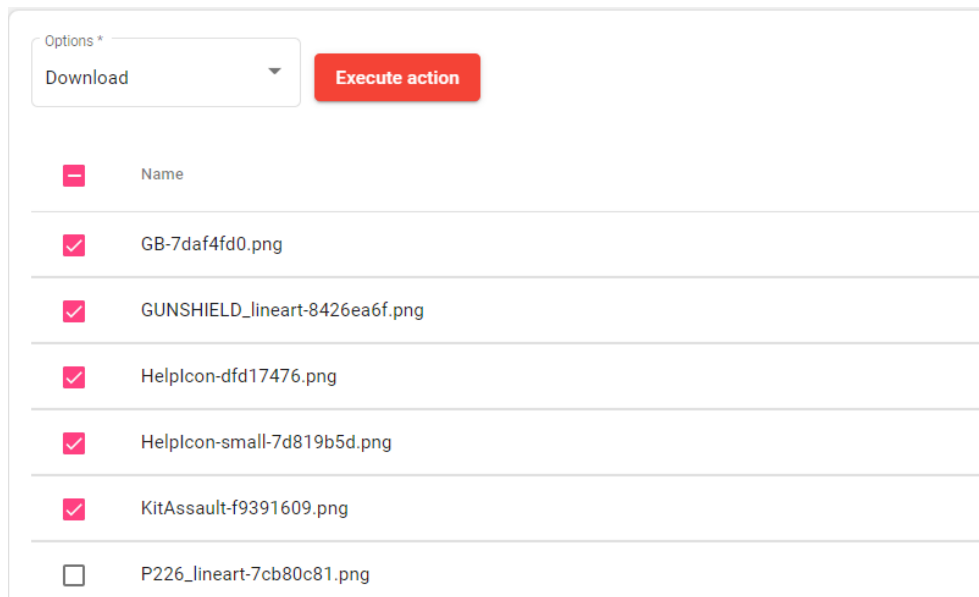 Options *
Download
Execute action
Name
GB-7daf4fd0.png
GUNSHIELD_lineart-8426ea6f.png
HelpIcon-dfd17476.png
HelpIcon-small-7d819b5d.png
KitAssault-f9391609.png
P226_lineart-7cb80c81.png